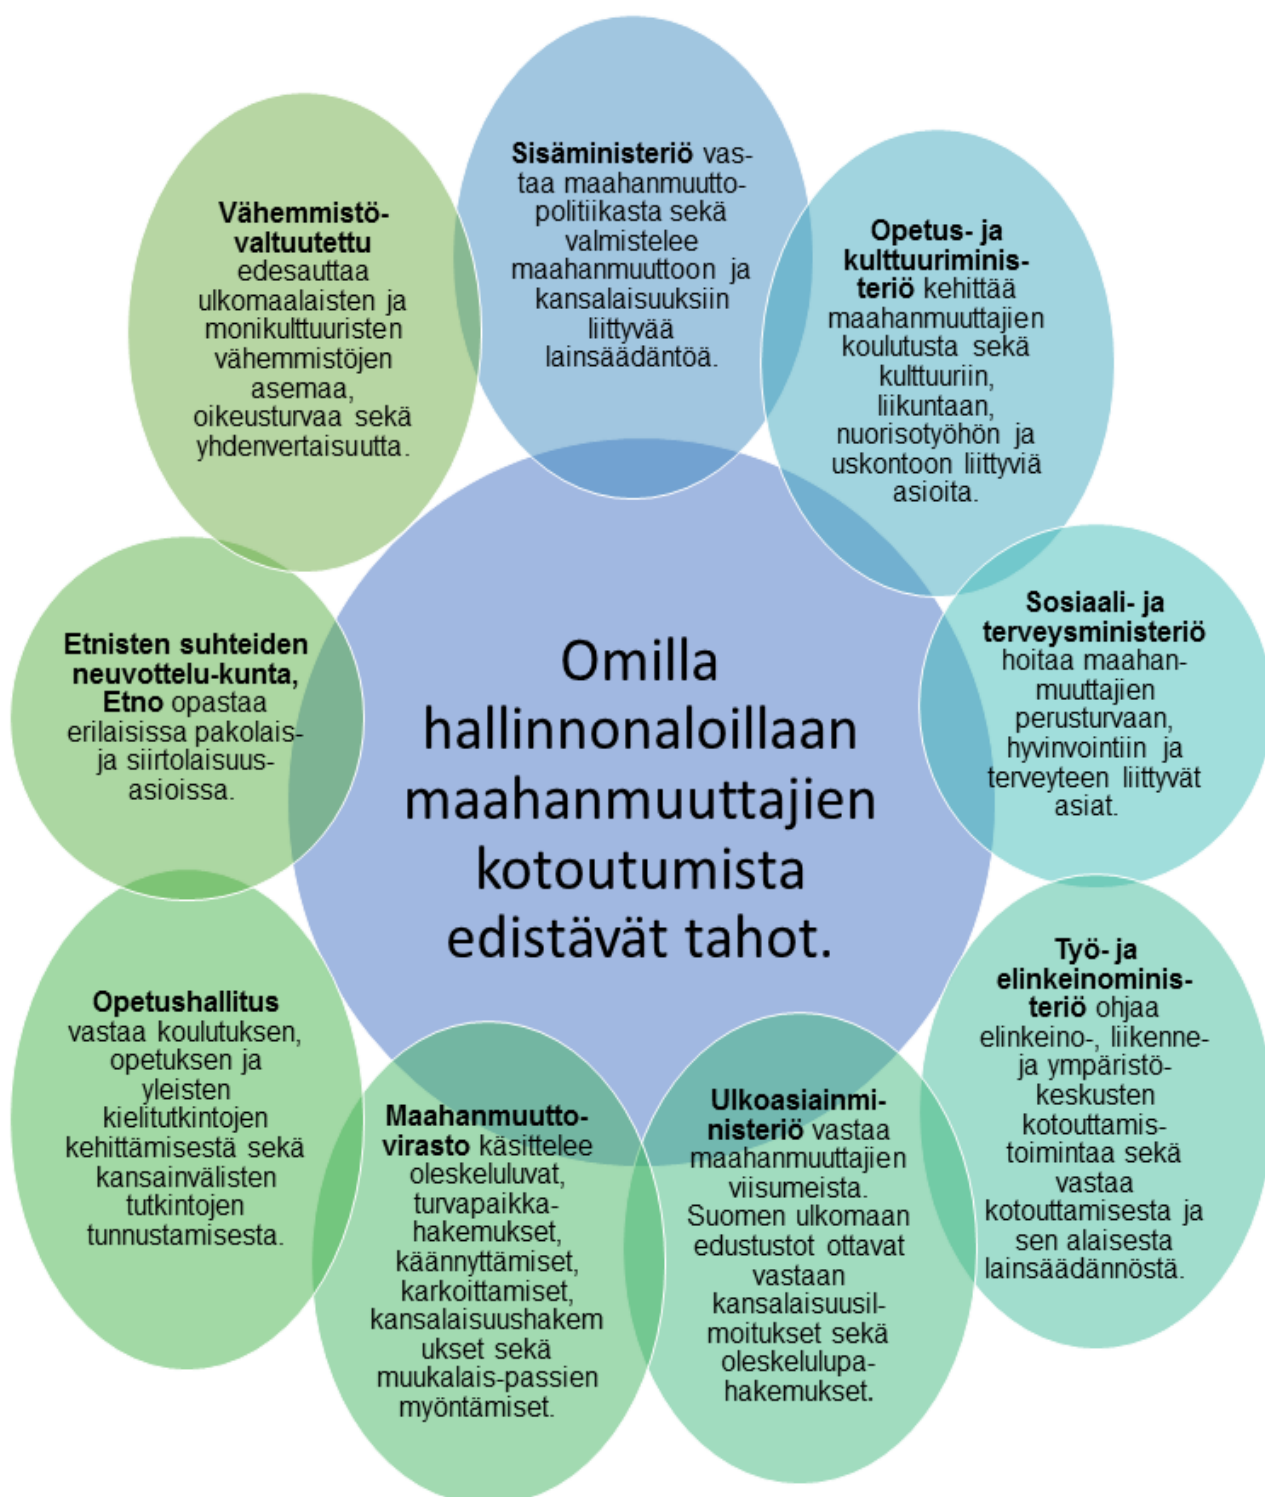 Sisäministeriö vas-
taa maahanmuutto-
politiikasta sekä
valmistelee
maahanmuuttoon ja
kansalaisuuksiin
liittyvää
lainsäädäntöä.
Opetus- ja
kulttuuriminis-
teriö kehittää
maahanmuuttajien
koulutusta sekä
kulttuuriin,
liikuntaan,
nuorisotyöhön ja
uskontoon liittyviä
asioita.
Sosiaali- ja
terveysministeriö
hoitaa maahan-
muuttajien
perusturvaan,
hyvinvointiin ja
terveyteen liittyvät
asiat.
Työ- ja
elinkeinominis-
teriö ohjaa
elinkeino-, liikenne-
ja ympäristö-
keskusten
kotouttamis-
toimintaa sekä
vastaa
kotouttamisesta ja
sen alaisesta
lainsäädännöstä.
Ulkoasiainmi-
nisteriö vastaa
maahanmuuttajien
viisumeista.
Suomen ulkomaan
edustustot ottavat
vastaan
kansalaisuusil-
moitukset sekä
oleskelulupa-
hakemukset.
Maahanmuutto-
virasto käsittelee
oleskeluluvat,
turvapaikka-
hakemukset,
käännyttämiset,
karkoittamiset,
kansalaisuushakem
ukset sekä
muukalais-passien
myöntämiset.
Opetushallitus
vastaa koulutuksen,
opetuksen ja
yleisten
kielitutkintojen
kehittämisestä sekä
kansainvälisten
tutkintojen
tunnustamisesta.
Etnisten suhteiden
neuvottelu-kunta,
Etno opastaa
erilaisissa pakolais-
ja siirtolaisuus-
asioissa.
Vähemmistö-
valtuutettu
edesauttaa
ulkomaalaisten ja
monikulttuuristen
vähemmistöjen
asemaa,
oikeusturvaa sekä
yhdenvertaisuutta.
Omilla
hallinnonaloillaan
maahanmuuttajien
kotoutumista
edistävät tahot.